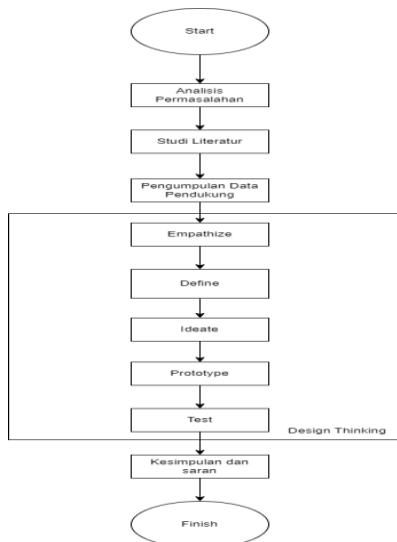 Start
Analisis
Permasalahan
Studi Literatur
Pengumpulan Data
Pendukung
Empathize
Define
Ideate
Prototype
Test
Design Thinking
Kesimpulan dan
saran
Finish